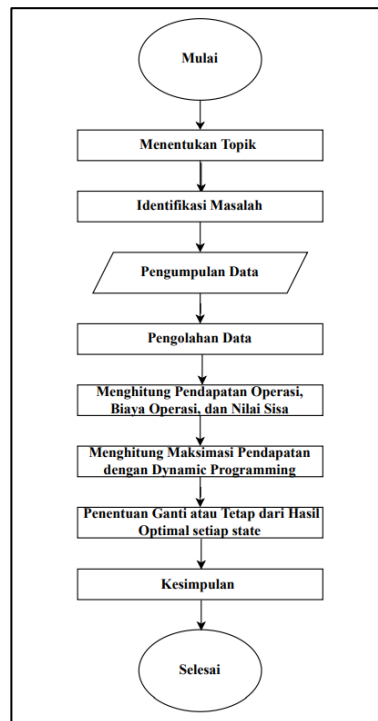 Mulai
Menentukan Topik
Identifikasi Masalah
Pengumpulan Data
Pengolahan Data
Menghitung Pendapatan Operasi,
Biaya Operasi, dan Nilai Sisa
Menghitung Maksimasi Pendapatan
dengan Dynamic Programming
Penentuan Ganti atau Tetap dari Hasil
Optimal setiap state
Kesimpulan
Selesai